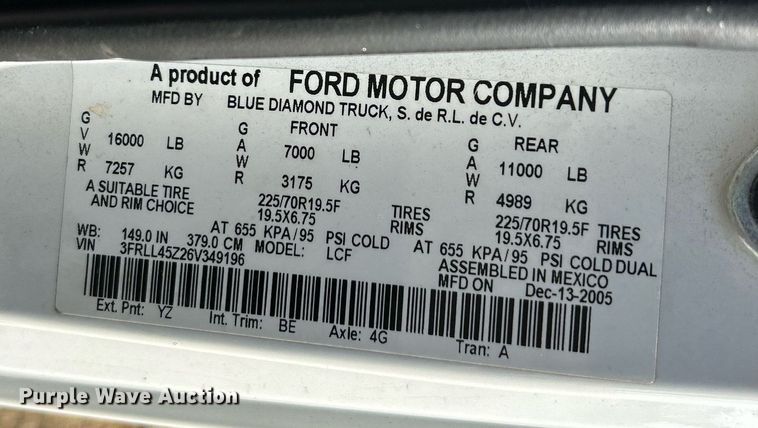 A product of FORD MOTOR COMPANY
MFD BY BLUE DIAMOND TRUCK, S. de R.L. de C.V.
GVWR 16000 LB 7257 KG
FRONT GAWR 7000 LB 3175 KG
REAR GAWR 11000 LB 4989 KG
A SUITABLE TIRE AND RIM CHOICE
225/70R19.5F TIRES
19.5X6.75 RIMS
AT 655 KPA/95 PSI COLD
225/70R19.5F TIRES
19.5X6.75 RIMS
AT 655 KPA/95 PSI COLD DUAL
WB: 149.0 IN 379.0 CM
VIN 3FRLL45Z26V349196 MODEL: LCF
ASSEMBLED IN MEXICO
MFD ON Dec-13-2005
Ext. Pnt: YZ Int. Trim: BE Axle: 4G Tran: A
Purple Wave Auction